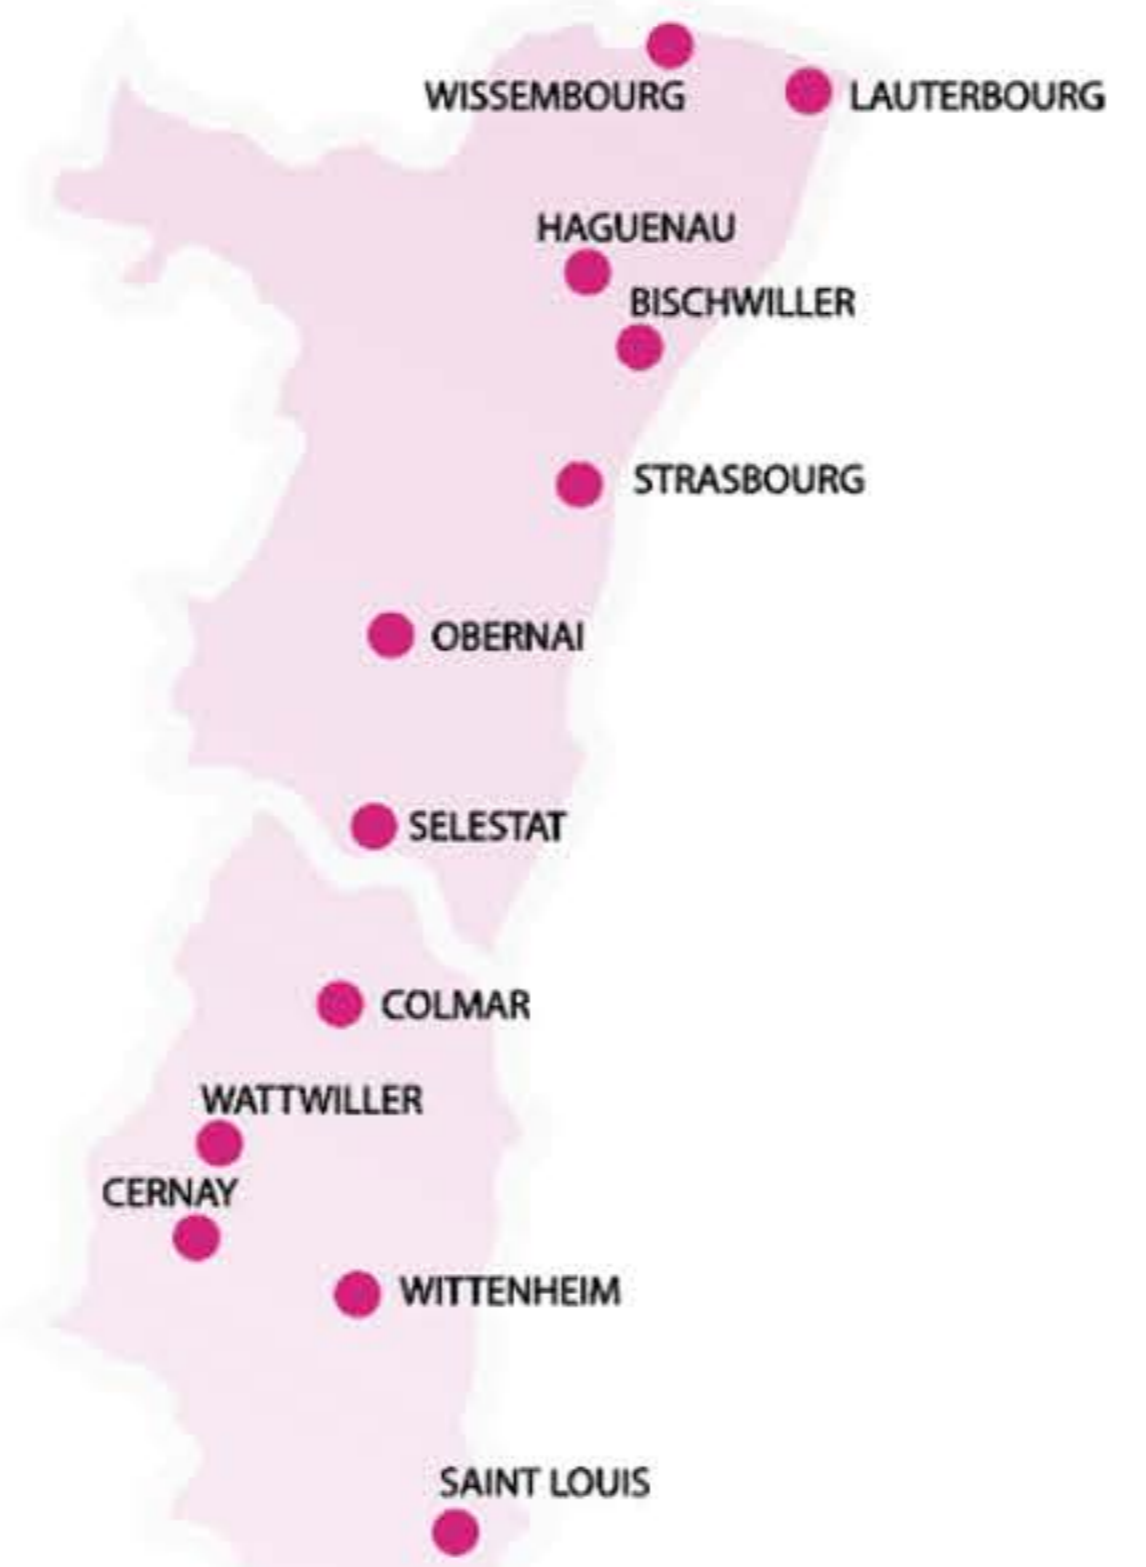 WISSEMBOURG
LAUTERBOURG
HAGUENAU
BISCHWILLER
STRASBOURG
OBERNAI
SELESTAT
COLMAR
WATTWILLER
CERNAY
WITTENHEIM
SAINT LOUIS